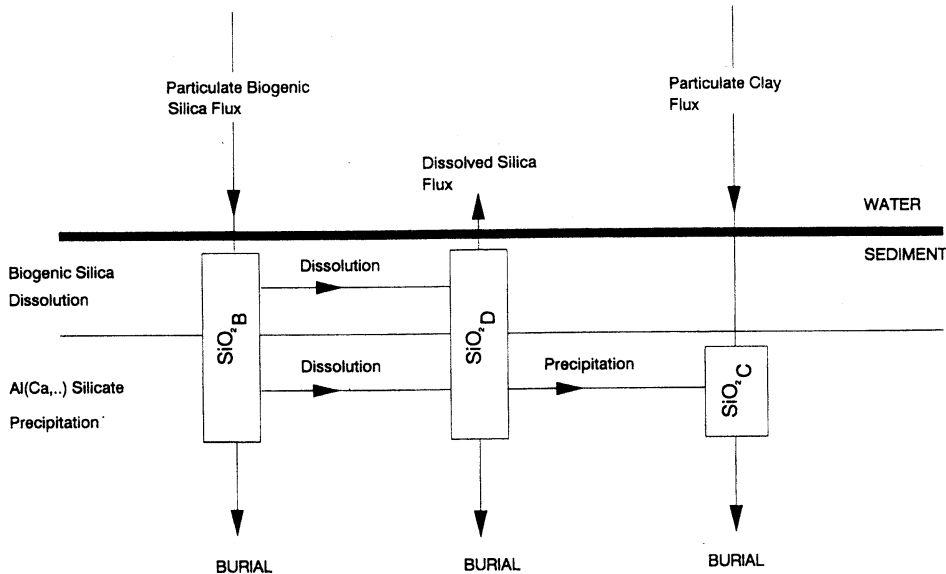 Particulate Biogenic
Silica Flux
Particulate Clay
Flux
Dissolved Silica
Flux
WATER
SEDIMENT
Biogenic Silica
Dissolution
Dissolution
SiO₂B
SiO₂D
Al(Ca,..) Silicate
Precipitation
Dissolution
Precipitation
SiO₂C
BURIAL
BURIAL
BURIAL